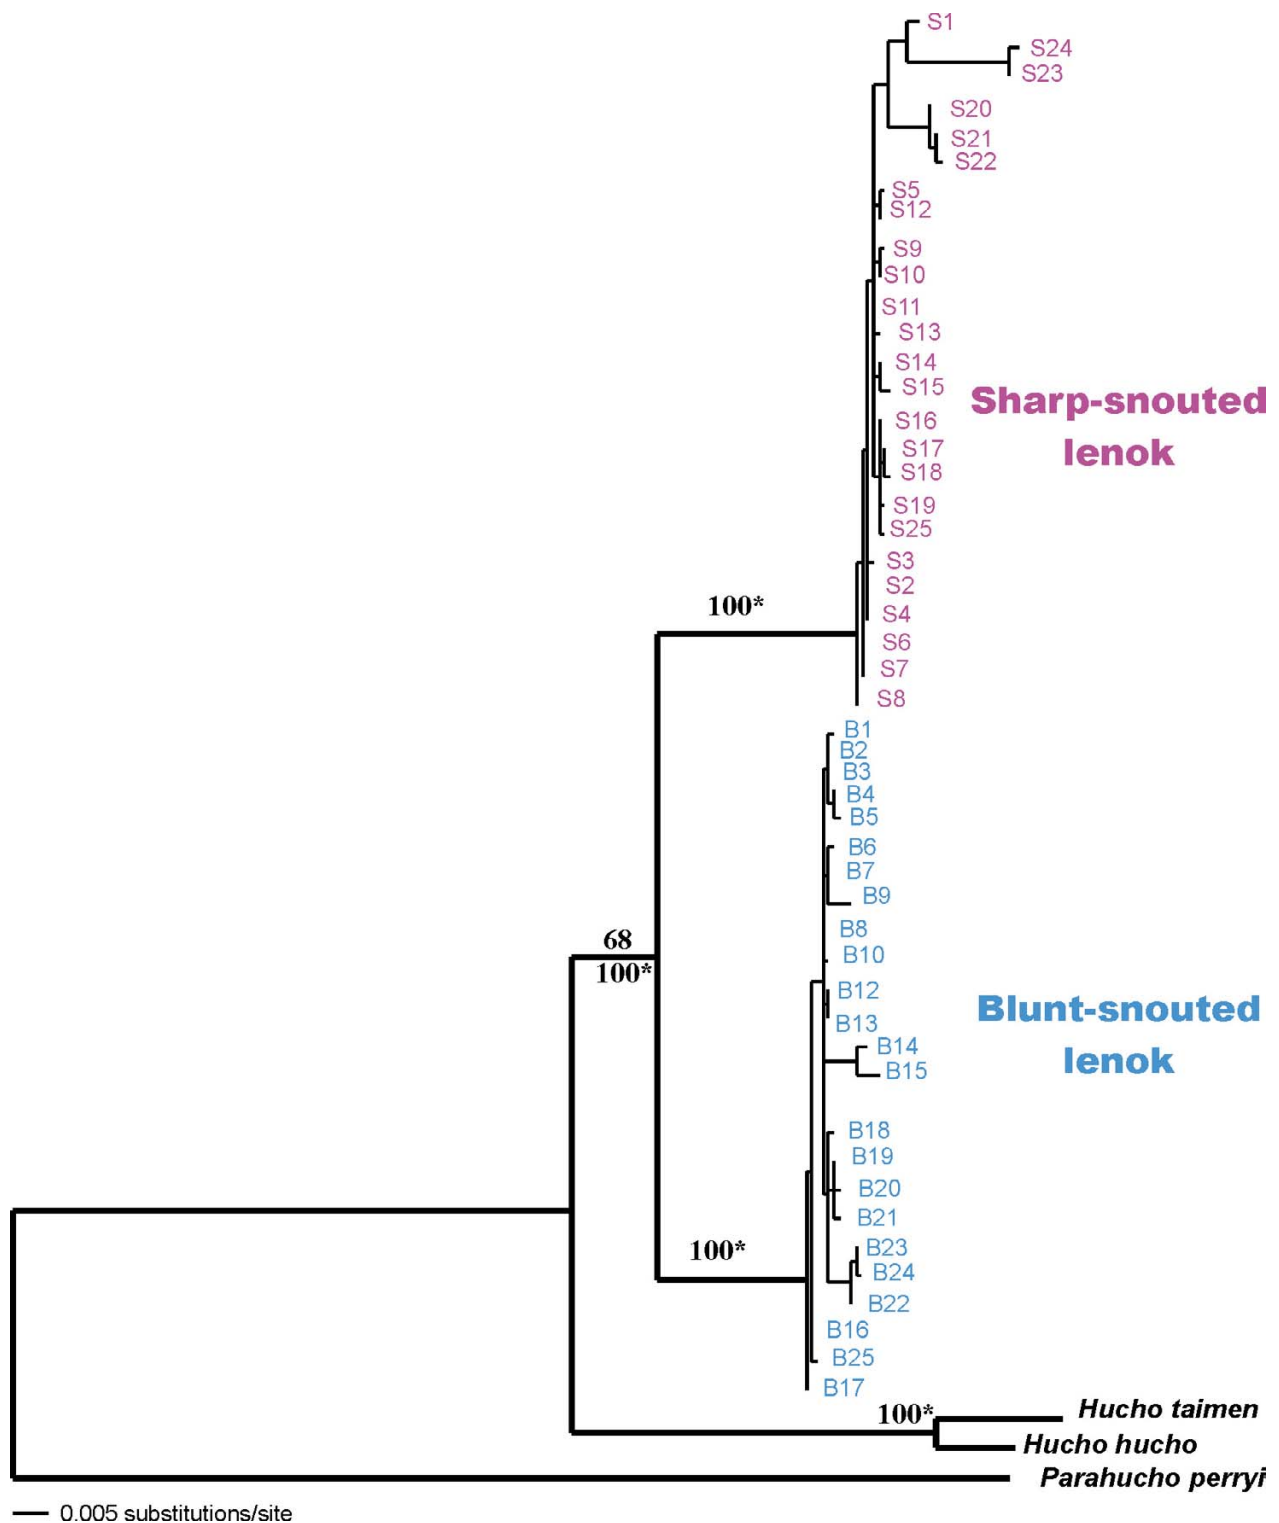 S1
S24
S23
S20
S21
S22
S5
S12
S9
S10
S11
S13
S14
S15
Sharp-snouted
lenok
S16
S17
S18
S19
S25
S3
S2
S4
S6
S7
S8
100*
B1
B2
B3
B4
B5
B6
B7
B9
B8
B10
68
100*
B12
B13
B14
B15
Blunt-snouted
lenok
B18
B19
B20
B21
B23
B24
B22
100*
B16
B25
B17
100*
Hucho taimen
Hucho hucho
Parahucho perryi
0.005 substitutions/site